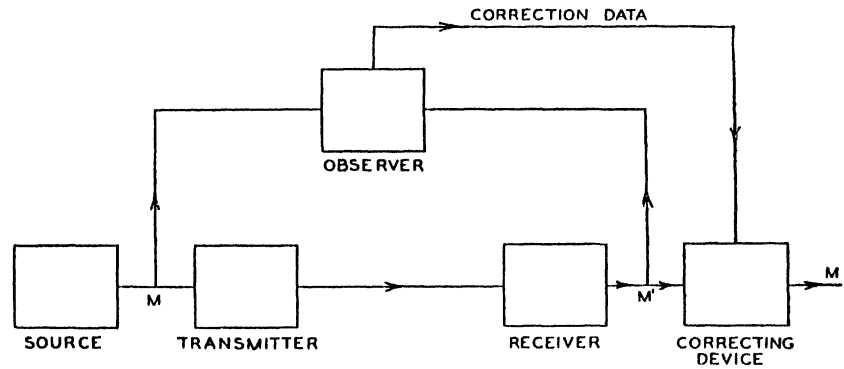 CORRECTION DATA
OBSERVER
M
M'
M
SOURCE
TRANSMITTER
RECEIVER
CORRECTING
DEVICE